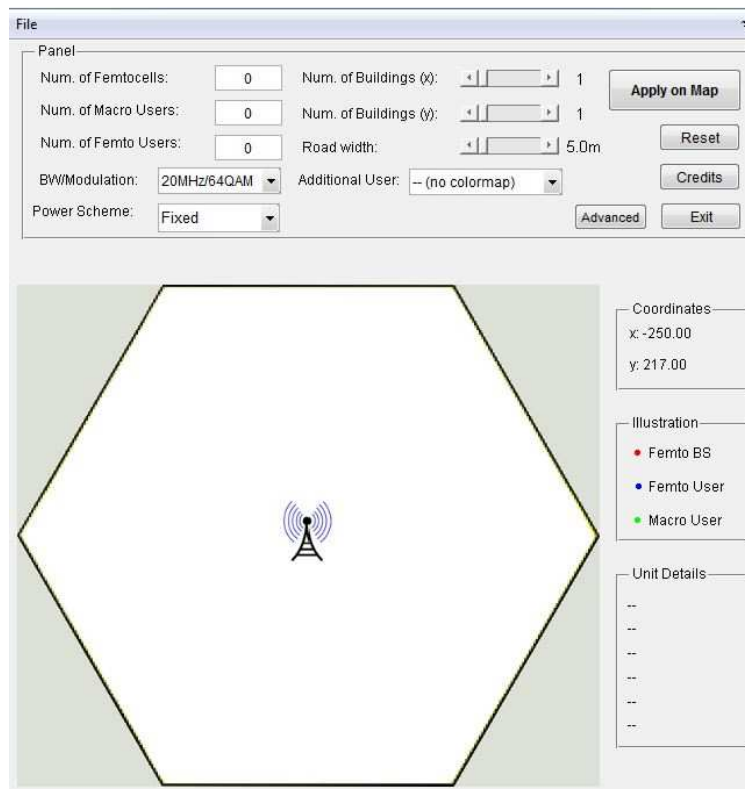 File
Panel
Num. of Femtocells: 0 Num. of Buildings (x): 1
Num. of Macro Users: 0 Num. of Buildings (y): 1
Apply on Map
Num. of Femto Users: 0 Road width: 5.0m
Reset
BW/Modulation: 20MHz/64QAM Additional User: -- (no colormap)
Credits
Power Scheme: Fixed
Advanced Exit
Coordinates
x: -250.00
y: 217.00
Illustration
Femto BS
Femto User
Macro User
Unit Details
--
--
--
--
--
--